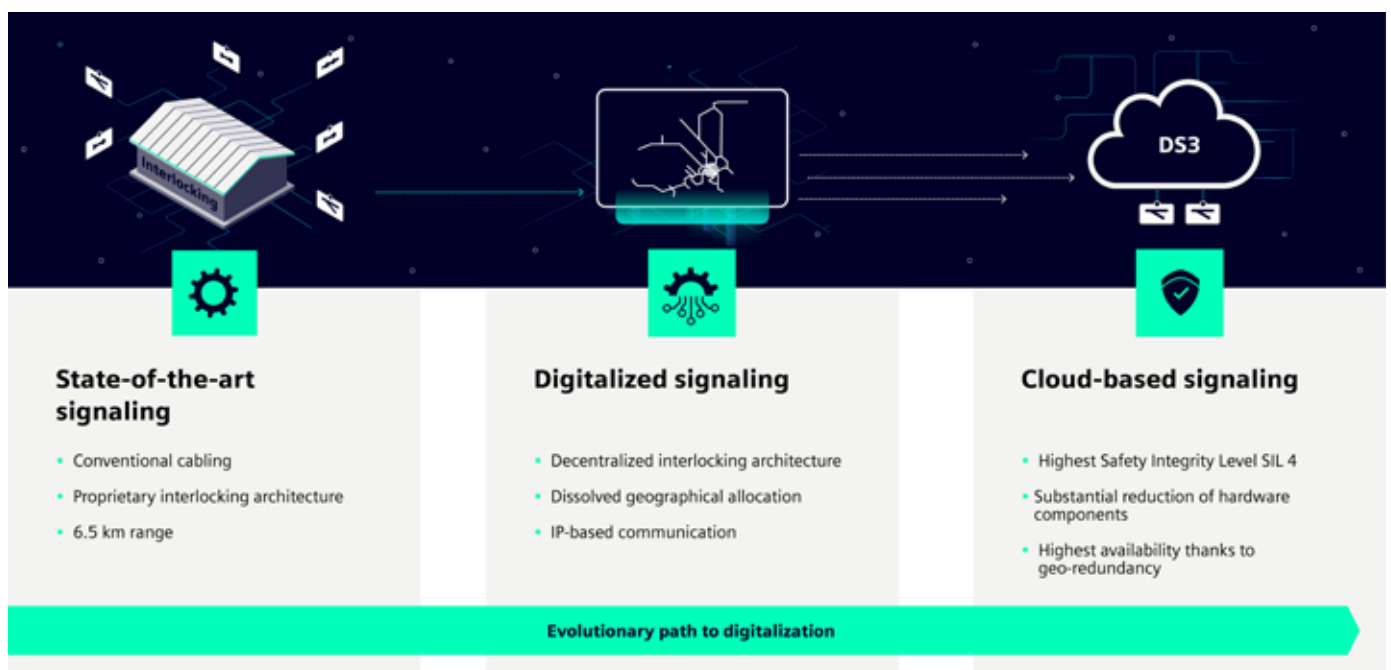 Interlocking
DS3
State-of-the-art
signaling
• Conventional cabling
• Proprietary interlocking architecture
• 6.5 km range
Digitalized signaling
• Decentralized interlocking architecture
• Dissolved geographical allocation
• IP-based communication
Cloud-based signaling
• Highest Safety Integrity Level SIL 4
• Substantial reduction of hardware
components
• Highest availability thanks to
geo-redundancy
Evolutionary path to digitalization